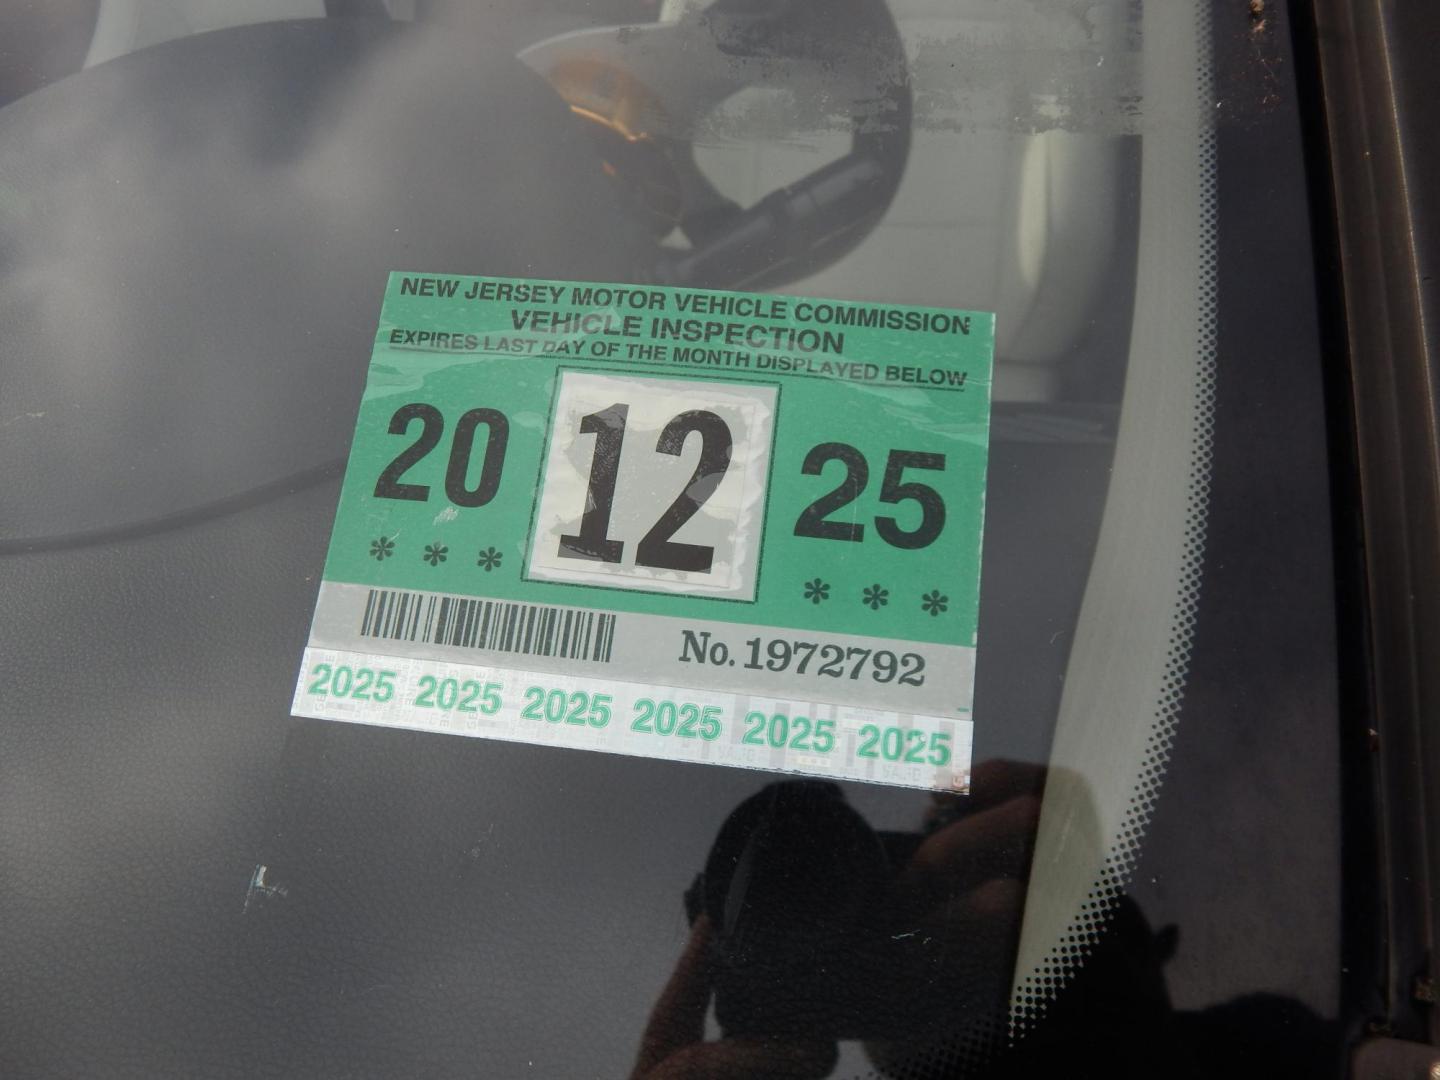 NEW JERSEY MOTOR VEHICLE COMMISSION
VEHICLE INSPECTION
EXPIRES LAST DAY OF THE MONTH DISPLAYED BELOW
20 12 25
* * * * * *
No. 1972792
2025 2025 2025 2025 2025 2025